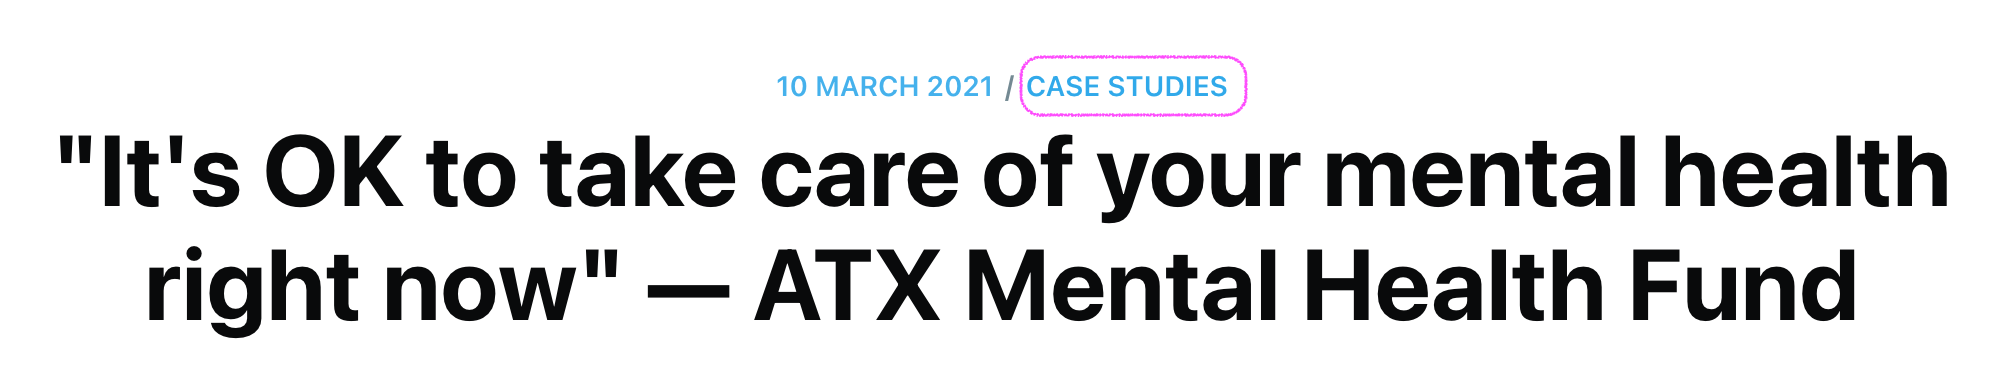 10 MARCH 2021 / CASE STUDIES
"It's OK to take care of your mental health
right now" — ATX Mental Health Fund